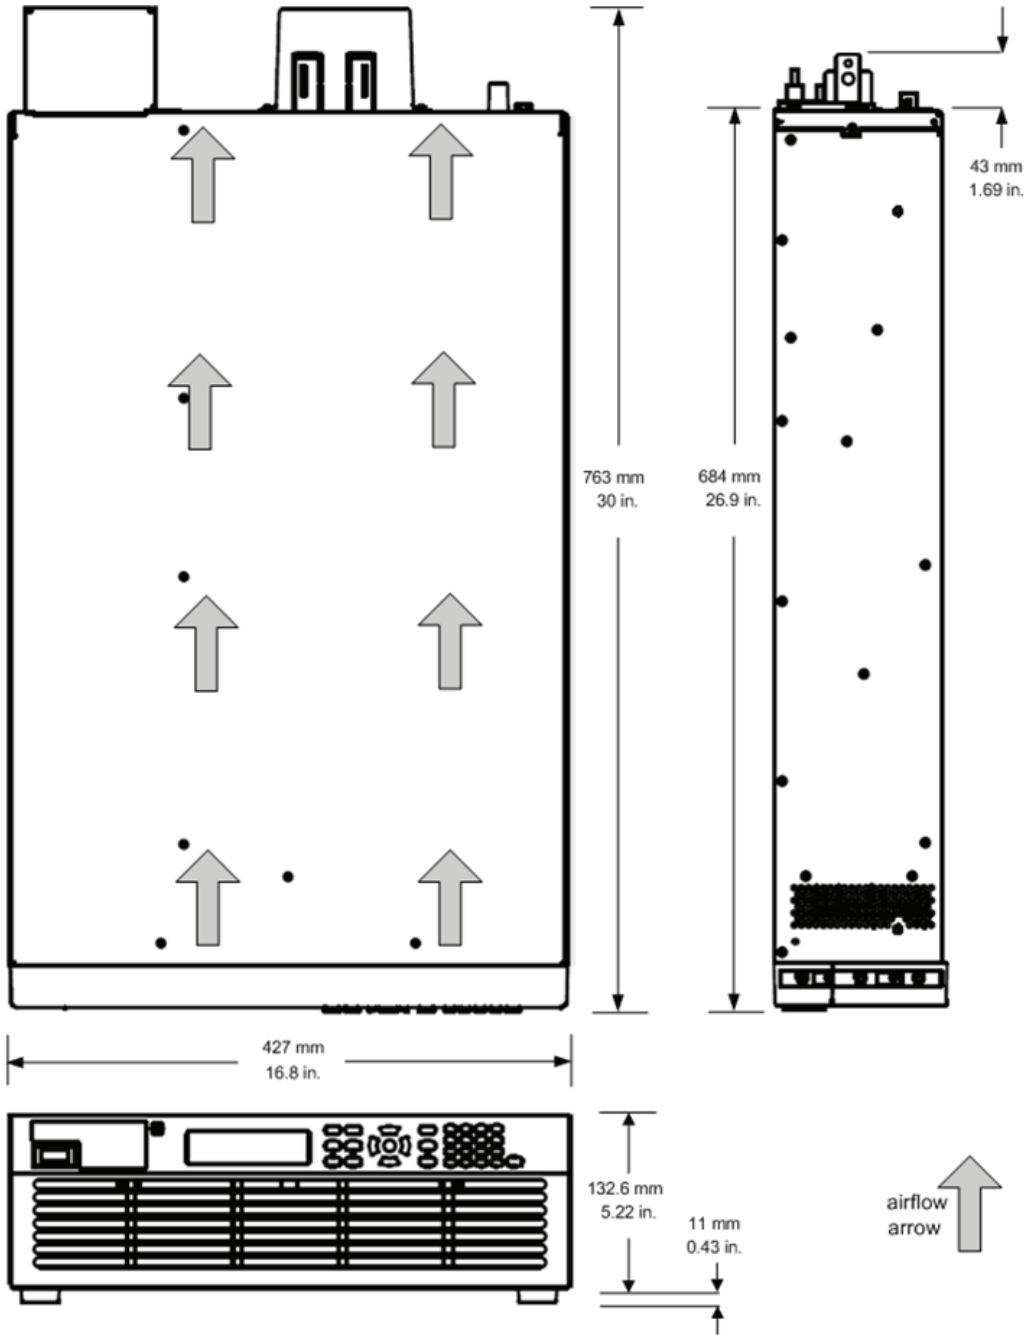 43 mm
1.69 in.
763 mm
30 in.
684 mm
26.9 in.
427 mm
16.8 in.
132.6 mm
5.22 in.
11 mm
0.43 in.
airflow
arrow